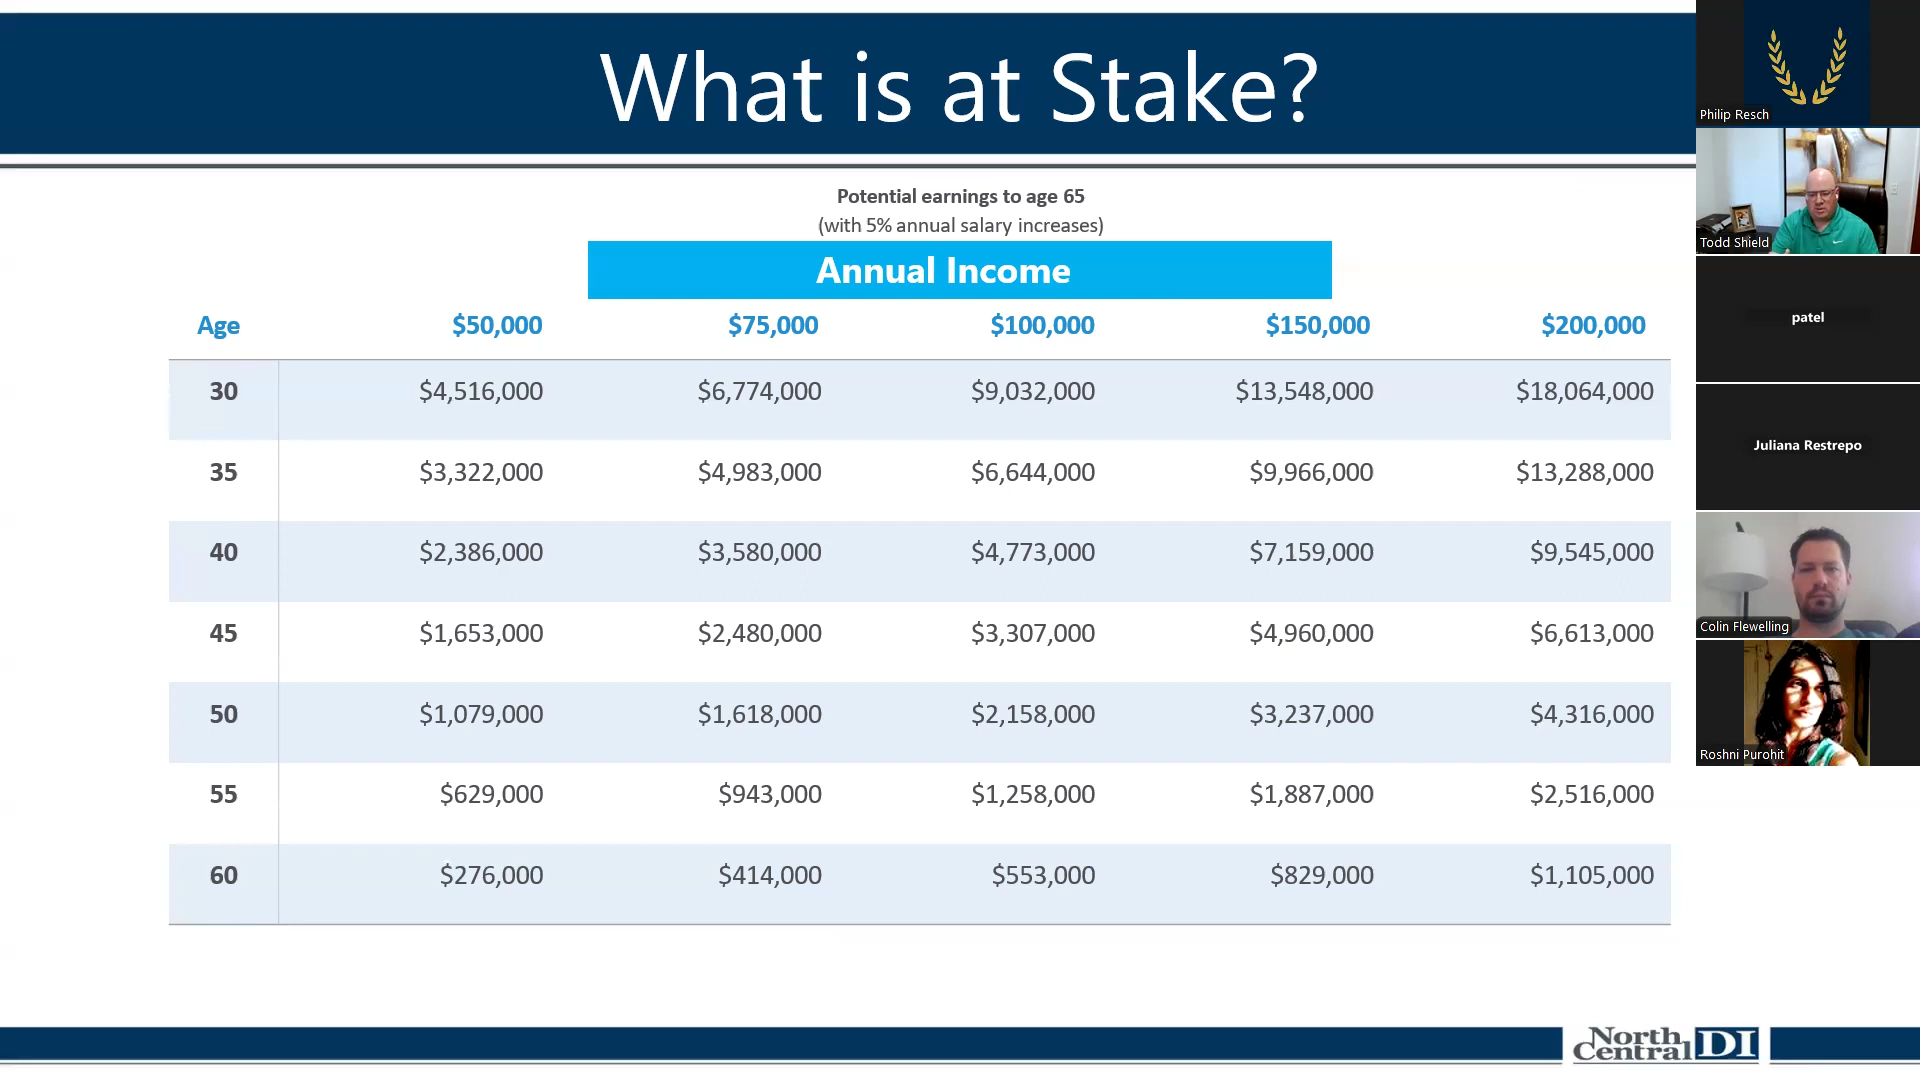 What is at Stake?
Potential earnings to age 65
(with 5% annual salary increases)
Annual Income
Age $50,000 $75,000 $100,000 $150,000 $200,000
30 $4,516,000 $6,774,000 $9,032,000 $13,548,000 $18,064,000
35 $3,322,000 $4,983,000 $6,644,000 $9,966,000 $13,288,000
40 $2,386,000 $3,580,000 $4,773,000 $7,159,000 $9,545,000
45 $1,653,000 $2,480,000 $3,307,000 $4,960,000 $6,613,000
50 $1,079,000 $1,618,000 $2,158,000 $3,237,000 $4,316,000
55 $629,000 $943,000 $1,258,000 $1,887,000 $2,516,000
60 $276,000 $414,000 $553,000 $829,000 $1,105,000
North
Central DI
Philip Resch
Todd Shield
patel
Juliana Restrepo
Colin Flewelling
Roshni Purohit